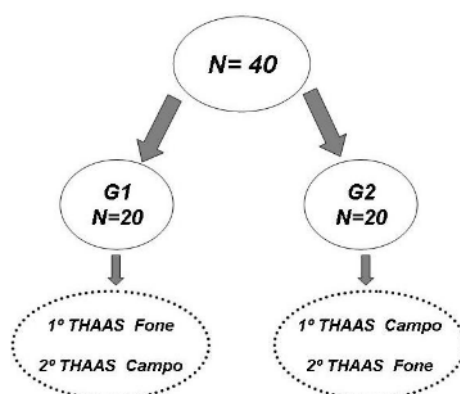 N= 40
G1
N=20
G2
N=20
1º THAAS Fone
2º THAAS Campo
1º THAAS Campo
2º THAAS Fone